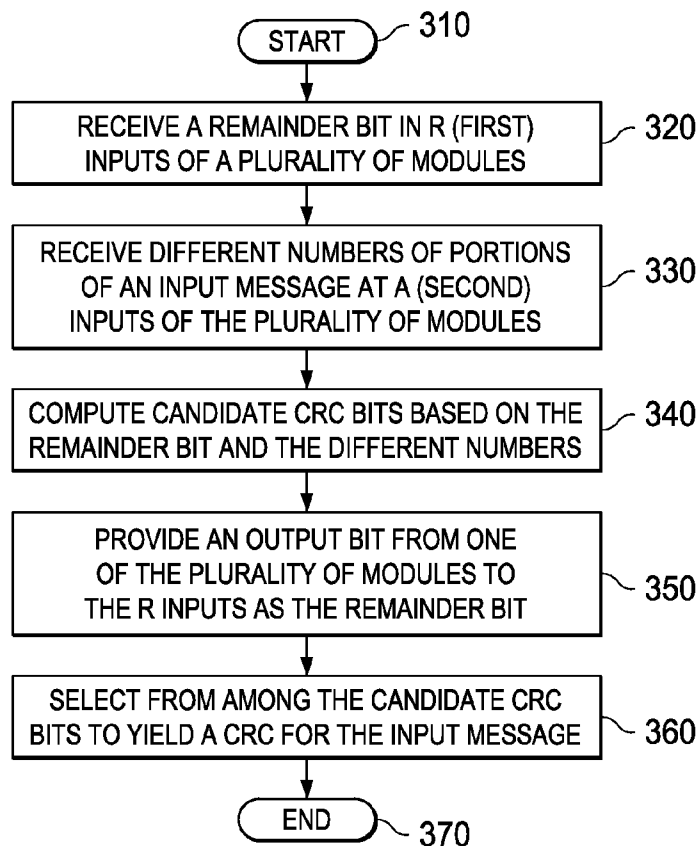 START
310
RECEIVE A REMAINDER BIT IN R (FIRST)
INPUTS OF A PLURALITY OF MODULES
320
RECEIVE DIFFERENT NUMBERS OF PORTIONS
OF AN INPUT MESSAGE AT A (SECOND)
INPUTS OF THE PLURALITY OF MODULES
330
COMPUTE CANDIDATE CRC BITS BASED ON THE
REMAINDER BIT AND THE DIFFERENT NUMBERS
340
PROVIDE AN OUTPUT BIT FROM ONE
OF THE PLURALITY OF MODULES TO
THE R INPUTS AS THE REMAINDER BIT
350
SELECT FROM AMONG THE CANDIDATE CRC
BITS TO YIELD A CRC FOR THE INPUT MESSAGE
360
END
370